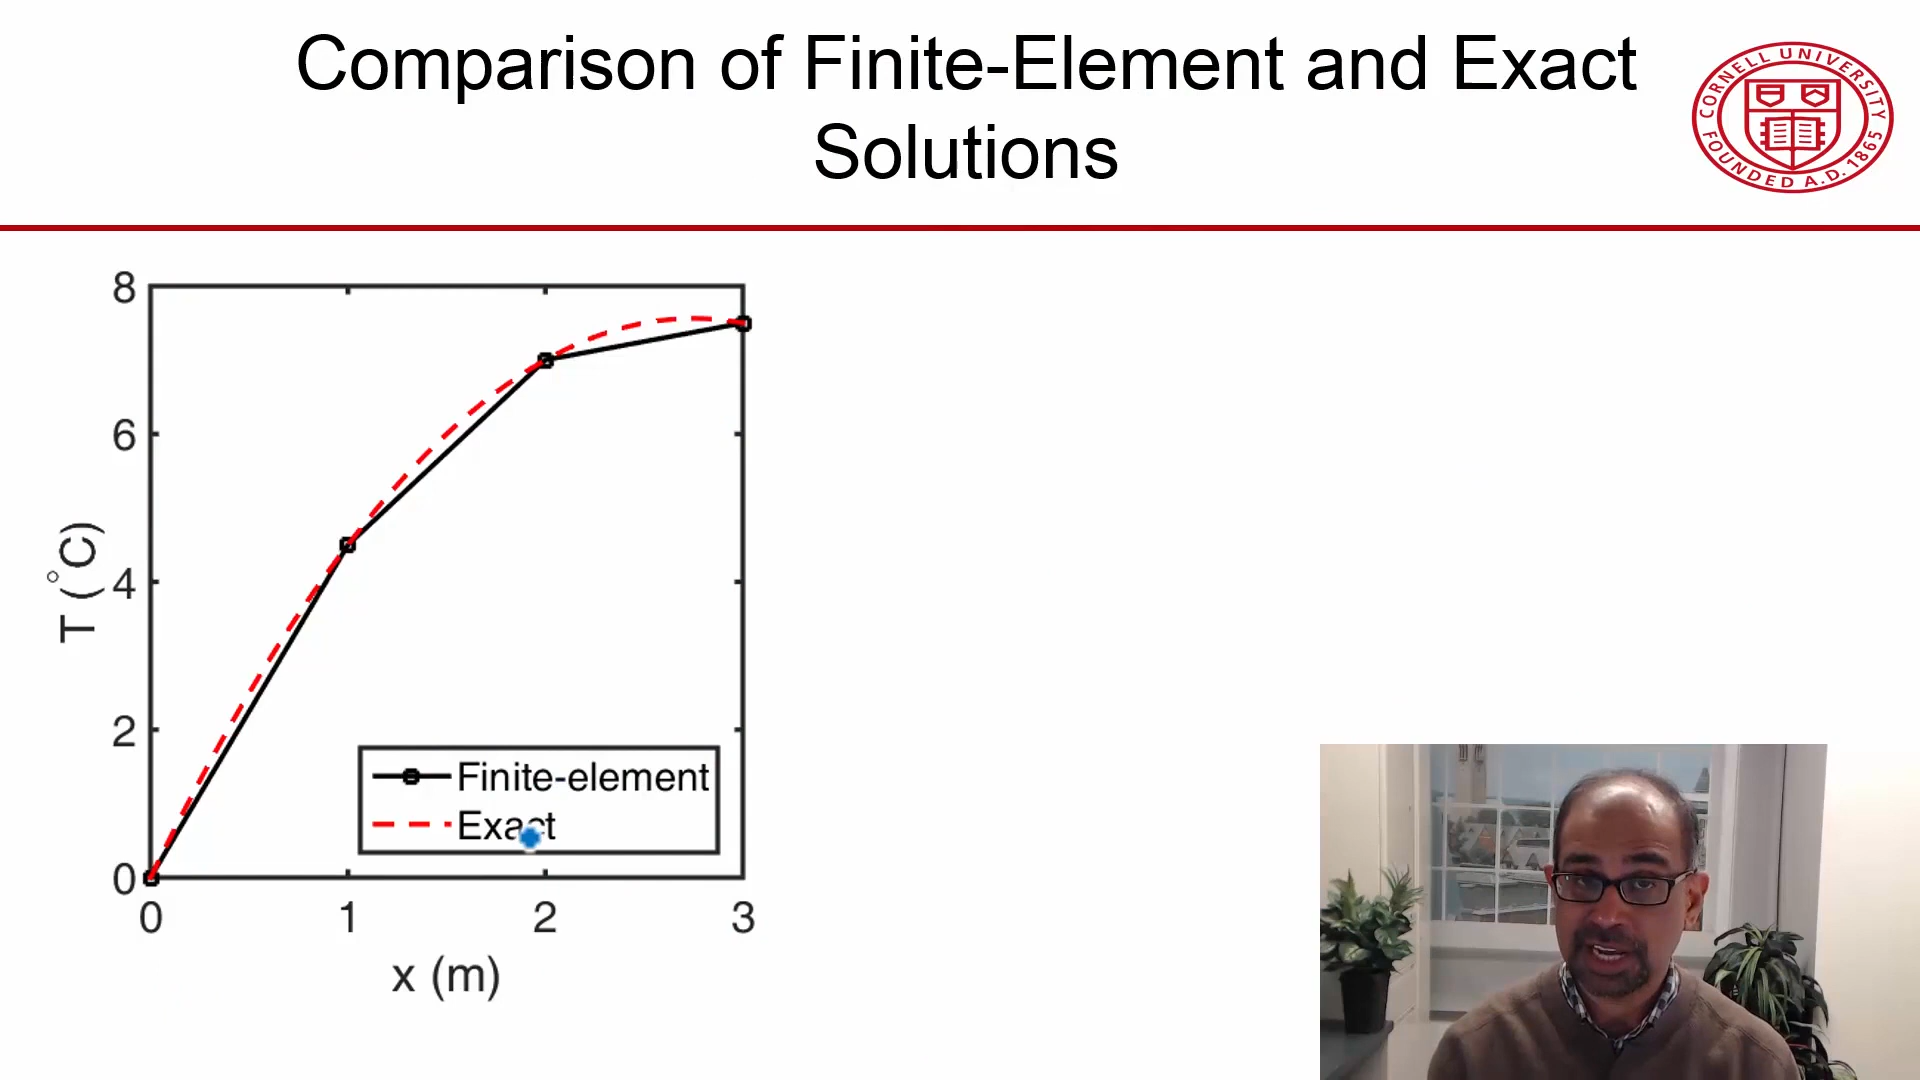 Comparison of Finite-Element and Exact
Solutions
CORNELL UNIVERSITY
FOUNDED A.D. 1865
8
6
4
2
0
T (°C)
Finite-element
Exact
0 1 2 3
x (m)